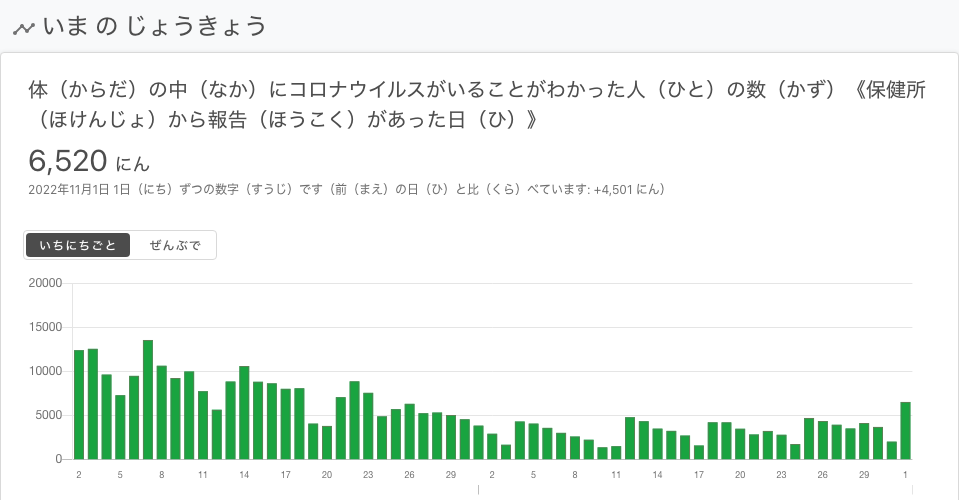 いまのじょうきょう
体（からだ）の中（なか）にコロナウイルスがいることがわかった人（ひと）の数（かず）《保健所
（ほけんじょ）から報告（ほうこく）があった日（ひ）》
6,520 にん
2022年11月1日 1日（にち）ずつの数字（すうじ）です（前（まえ）の日（ひ）と比（くら）べています: +4,501 にん）
いちにちごと ぜんぶで
20000
15000
10000
5000
0
2 5 8 11 14 17 20 23 26 29 2 5 8 11 14 17 20 23 26 29 1